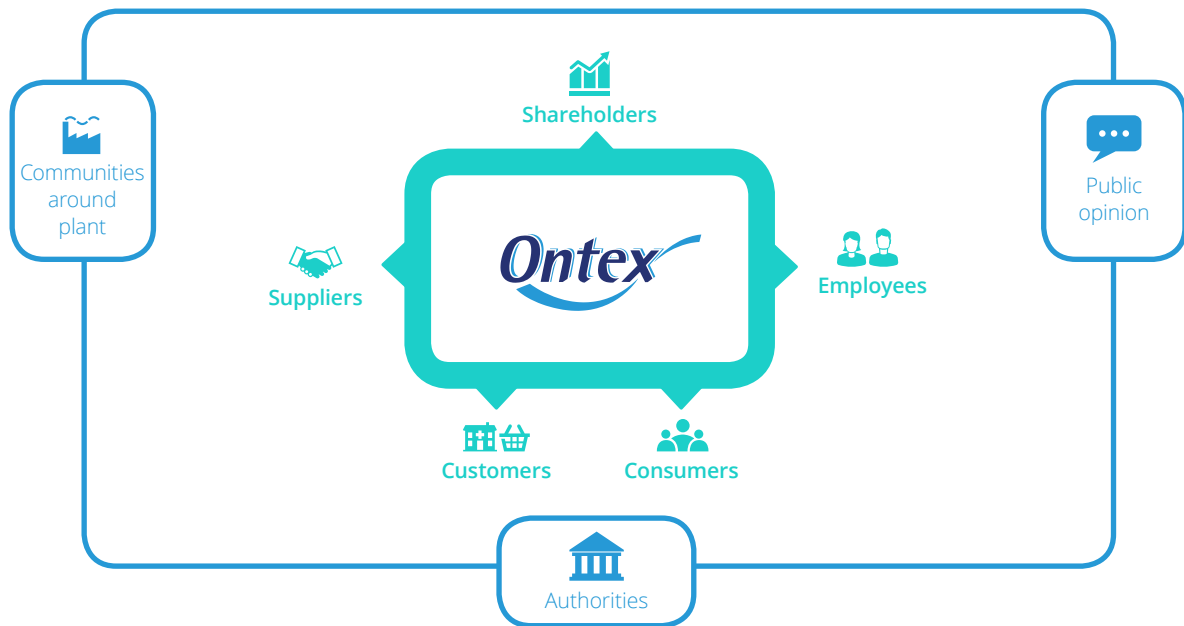 Shareholders
Communities
around
plant
Public
opinion
Ontex
Suppliers
Employees
Customers
Consumers
Authorities